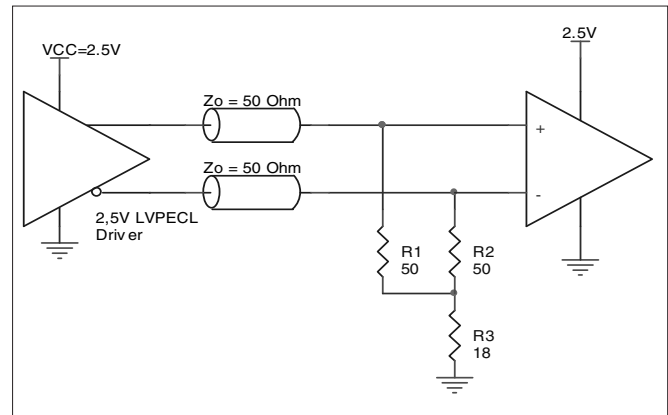 VCC=2.5V
2.5V
Zo = 50 Ohm
+
Zo = 50 Ohm
-
2,5V LVPECL
Driver
R1
50
R2
50
R3
18